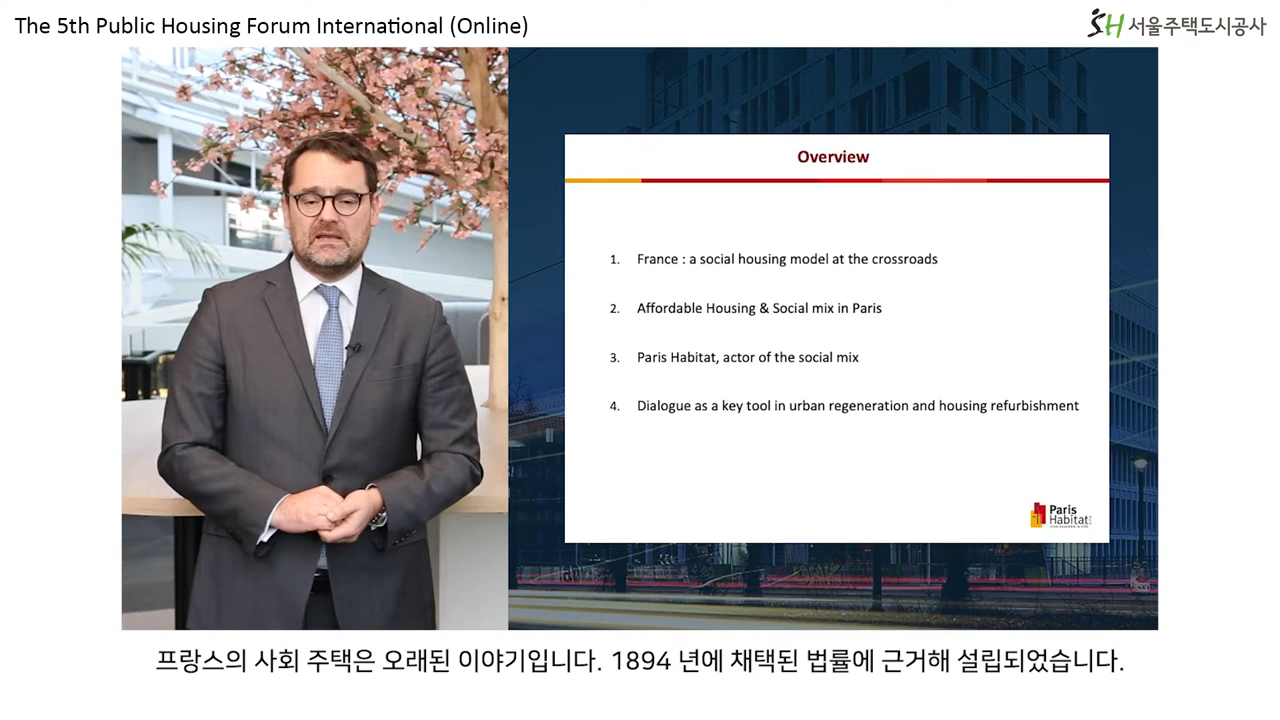 The 5th Public Housing Forum International (Online)
SH 서울주택도시공사
Overview
1. France : a social housing model at the crossroads
2. Affordable Housing & Social mix in Paris
3. Paris Habitat, actor of the social mix
4. Dialogue as a key tool in urban regeneration and housing refurbishment
Paris
Habitat
프랑스의 사회 주택은 오래된 이야기입니다. 1894 년에 채택된 법률에 근거해 설립되었습니다.